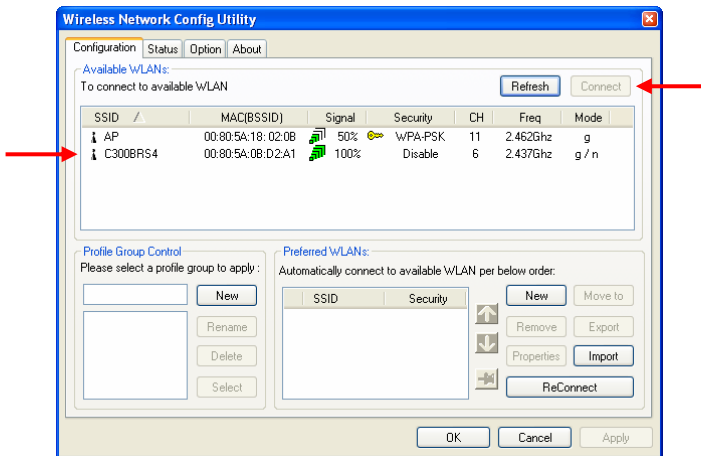 Wireless Network Config Utility
Configuration Status Option About
Available WLANs:
To connect to available WLAN
Refresh Connect
SSID MAC(BSSID) Signal Security CH Freq Mode
AP 00:80:5A:18:02:0B 50% WPA-PSK 11 2.462Ghz g
C300BRS4 00:80:5A:0B:D2:A1 100% Disable 6 2.437Ghz g / n
Profile Group Control
Please select a profile group to apply :
New
Rename
Delete
Select
Preferred WLANs:
Automatically connect to available WLAN per below order:
SSID Security
New Move to
Remove Export
Properties Import
ReConnect
OK Cancel Apply